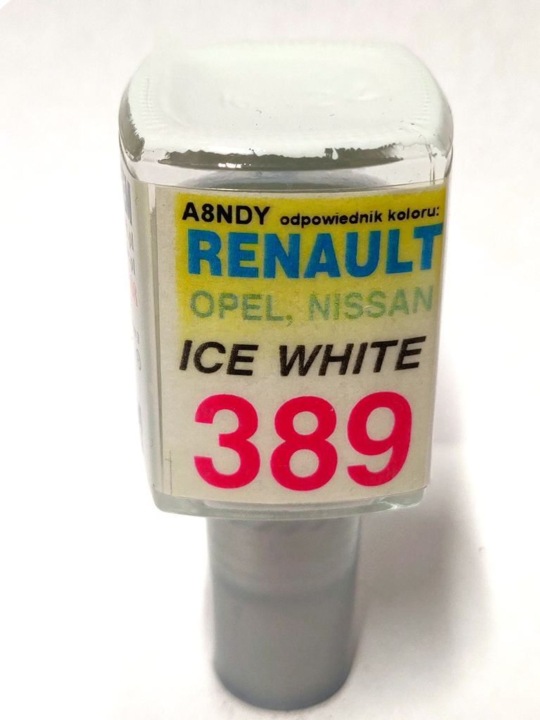 A8NDY odpowiednik koloru:
RENAULT
OPEL, NISSAN
ICE WHITE
389